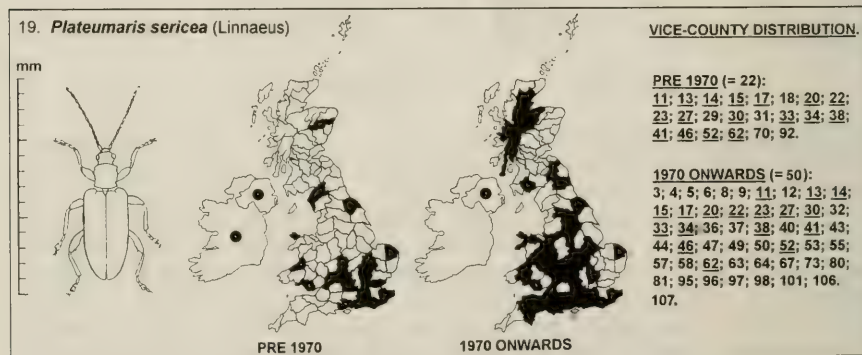 19. Plateumaris sericea (Linnaeus)
mm
PRE 1970
1970 ONWARDS
VICE-COUNTY DISTRIBUTION.
PRE 1970 (= 22):
11; 13; 14; 15; 17; 18; 20; 22;
23; 27; 29; 30; 31; 33; 34; 38;
41; 46; 52; 62; 70; 92.
1970 ONWARDS (= 50):
3; 4; 5; 6; 8; 9; 11; 12; 13; 14;
15; 17; 20; 22; 23; 27; 30; 32;
33; 34; 36; 37; 38; 40; 41; 43;
44; 46; 47; 49; 50; 52; 53; 55;
57; 58; 62; 63; 64; 67; 73; 80;
81; 95; 96; 97; 98; 101; 106.
107.